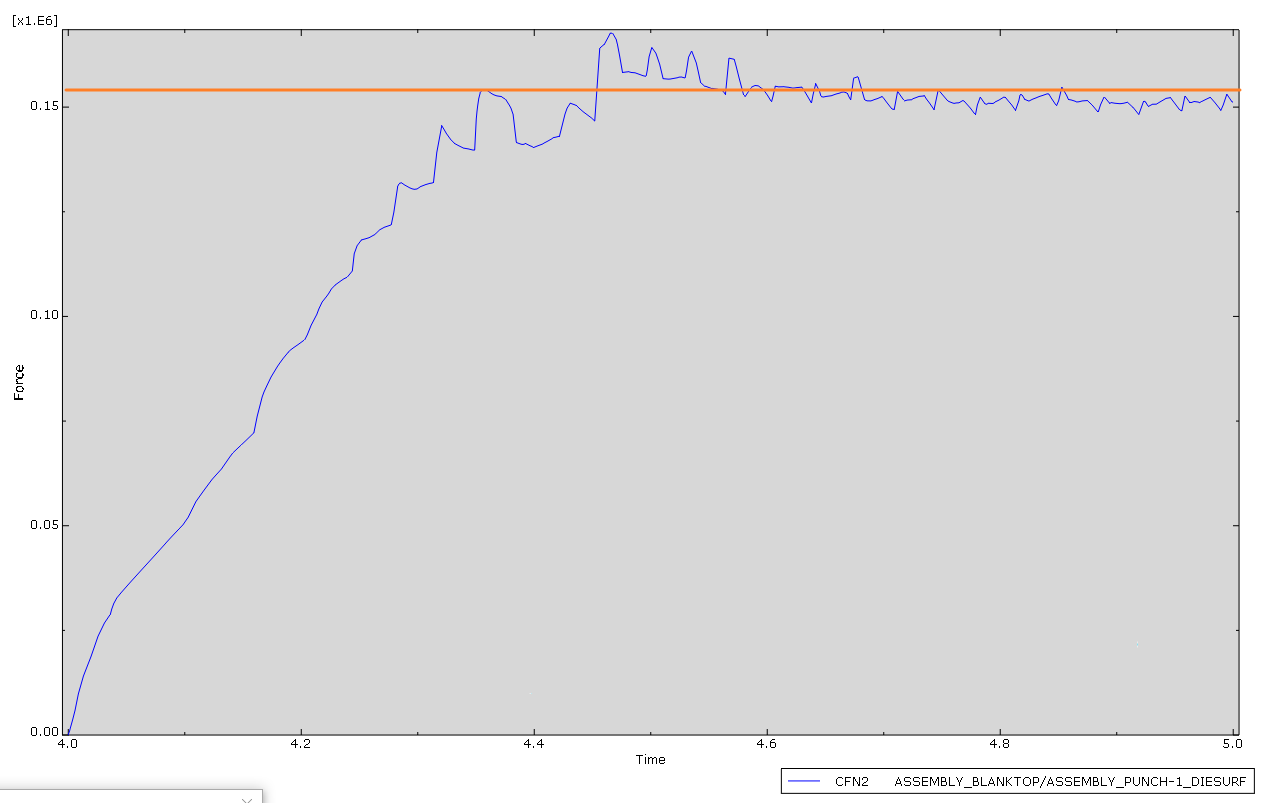 [x1.E6]
0.15
0.10
Force
0.05
0.00
4.0 4.2 4.4 4.6 4.8 5.0
Time
CFN2 ASSEMBLY_BLANKTOP/ASSEMBLY_PUNCH-1_DIESURF